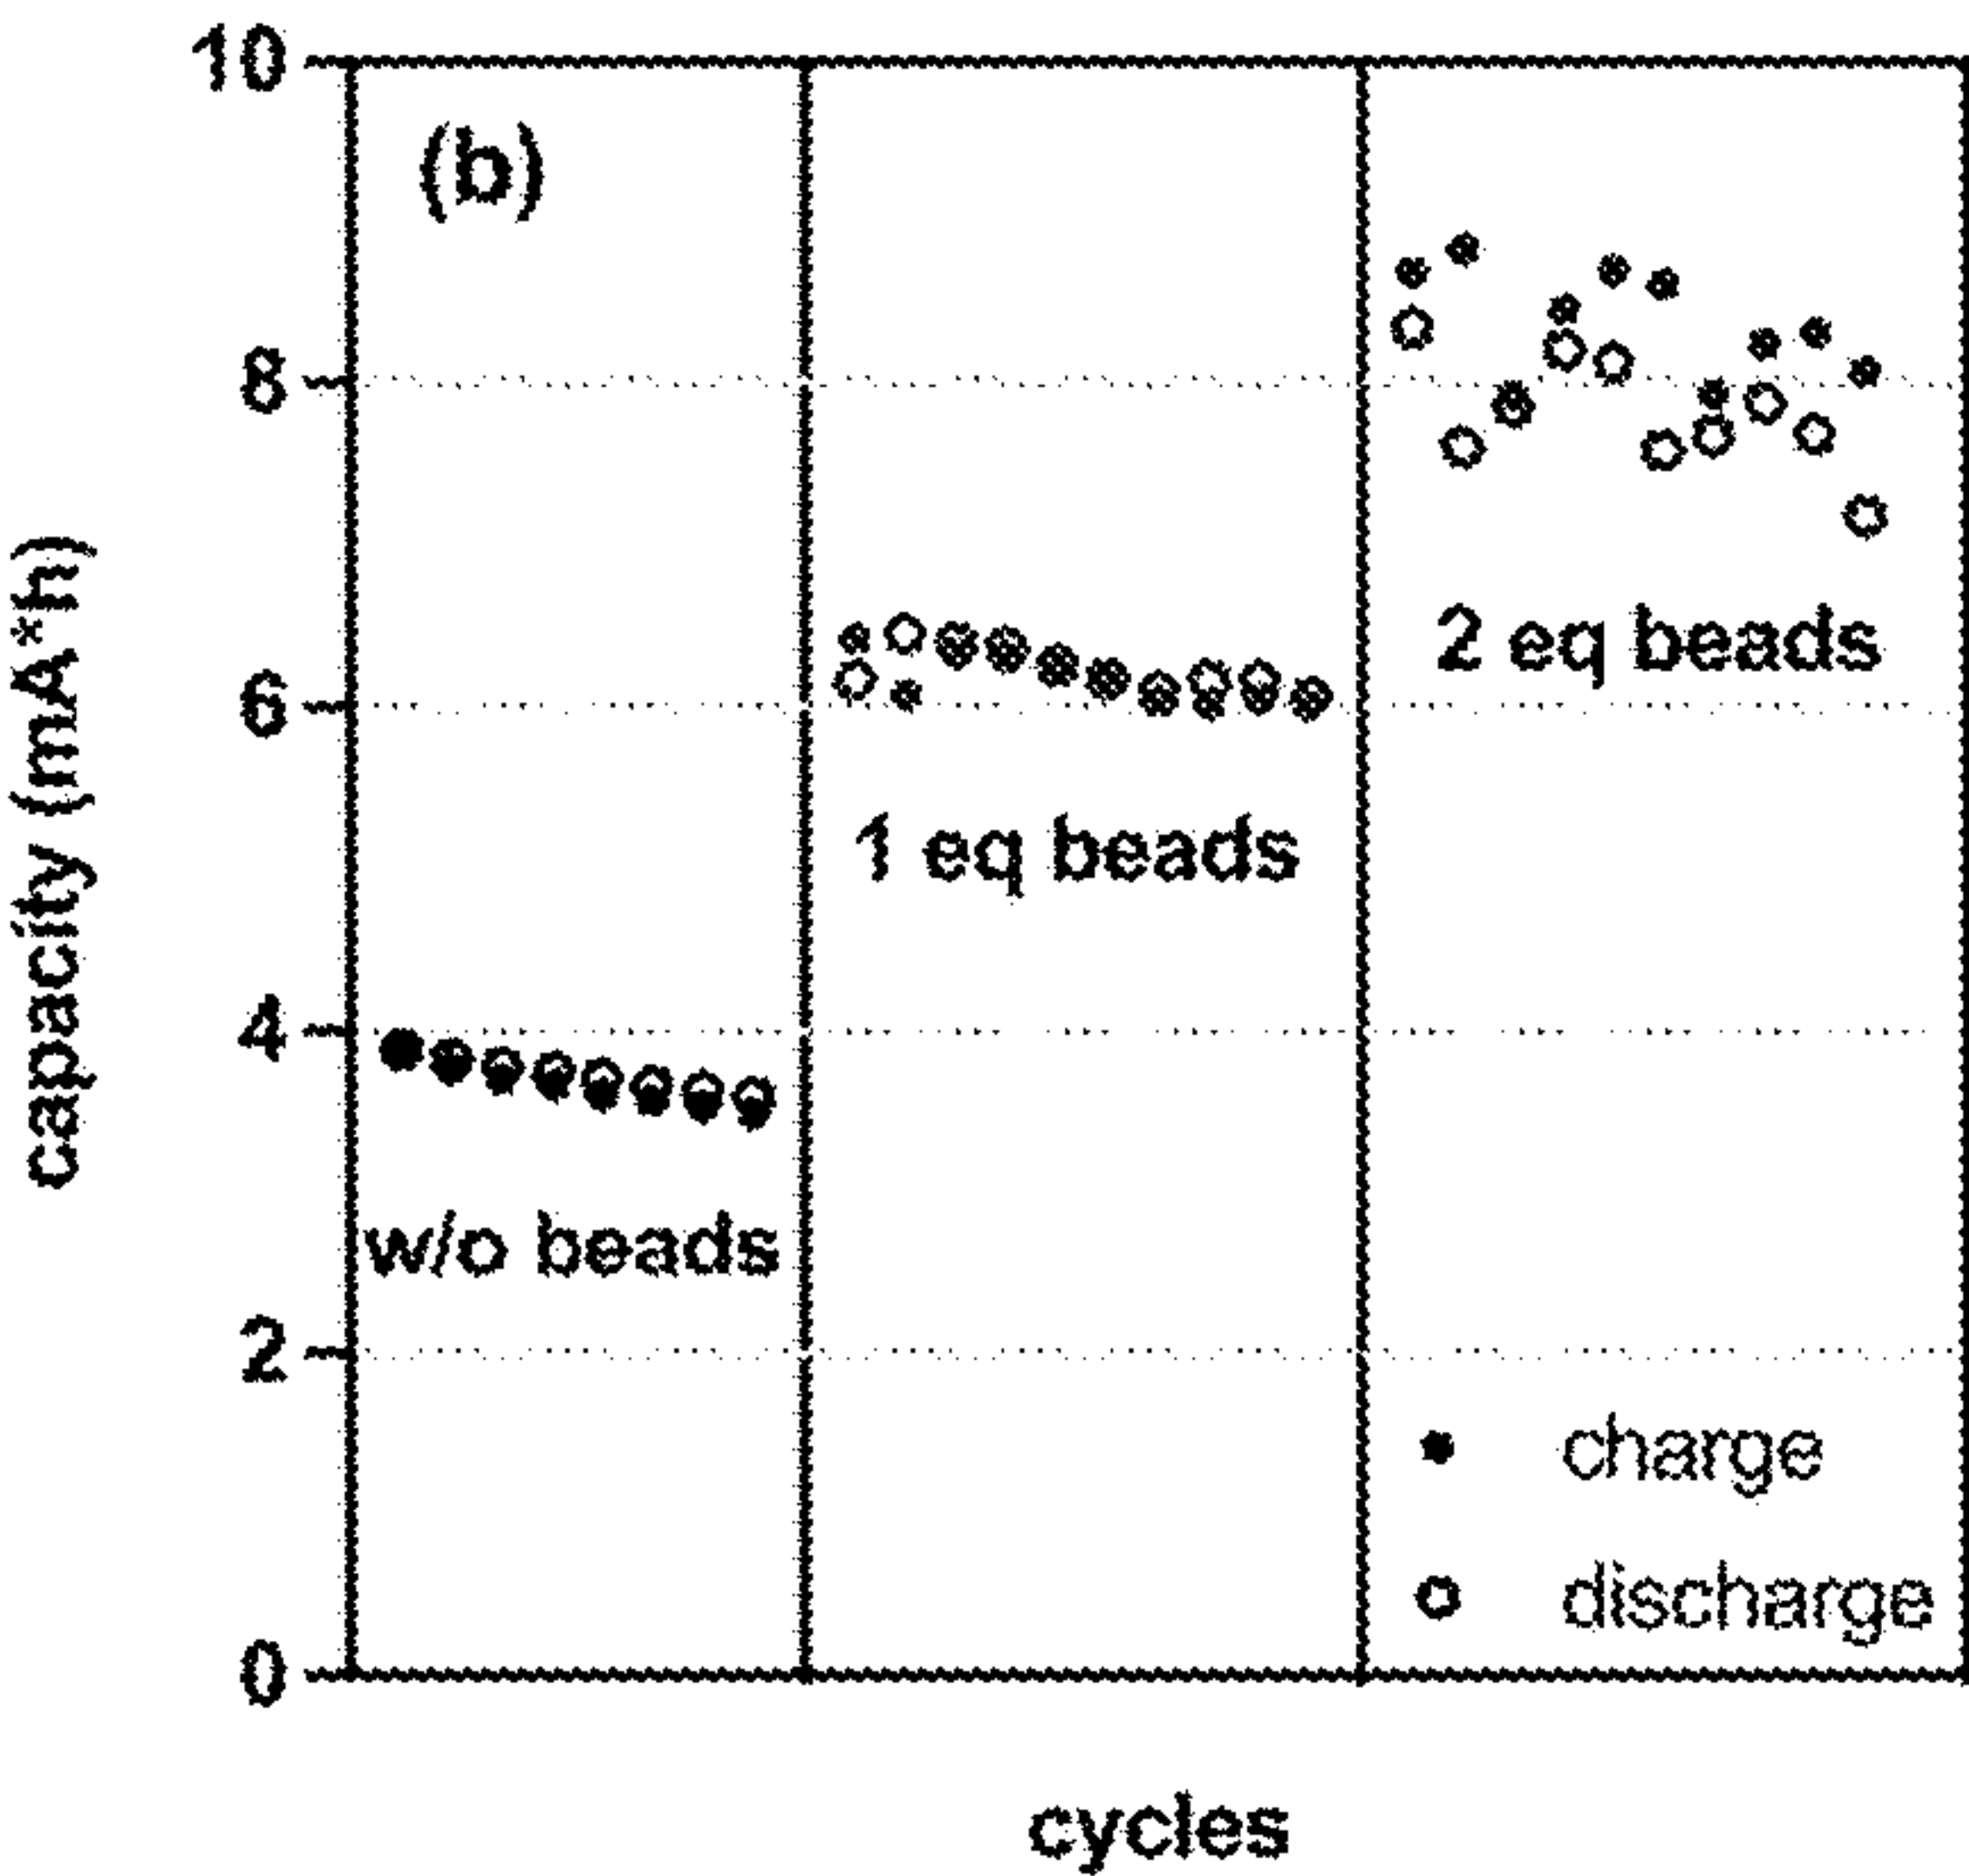 10
(b)
8
6
4
2
0
capacity (mA*h)
2 eq beads
1 eq beads
w/o beads
charge
discharge
cycles